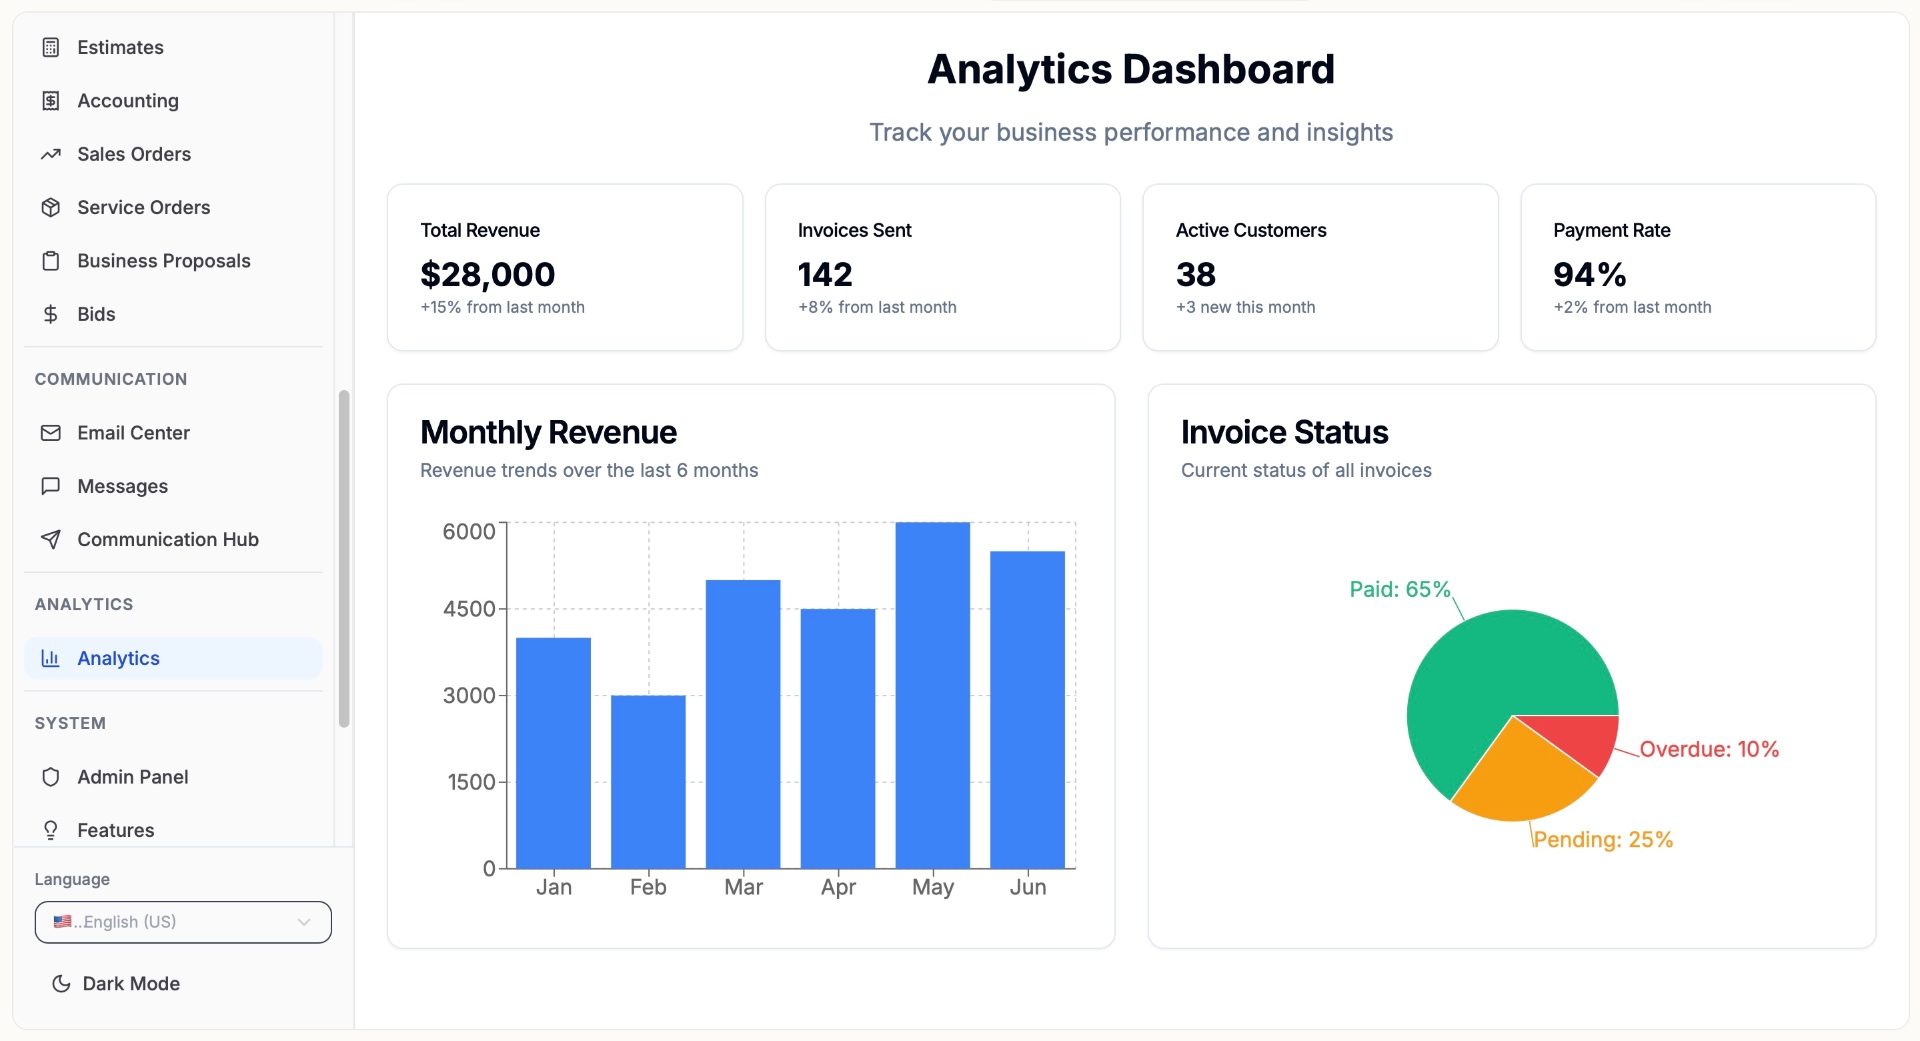 Estimates
Accounting
Sales Orders
Service Orders
Business Proposals
Bids
COMMUNICATION
Email Center
Messages
Communication Hub
ANALYTICS
Analytics
SYSTEM
Admin Panel
Features
Language
...English (US)
Dark Mode
Analytics Dashboard
Track your business performance and insights
Total Revenue
$28,000
+15% from last month
Invoices Sent
142
+8% from last month
Active Customers
38
+3 new this month
Payment Rate
94%
+2% from last month
Monthly Revenue
Revenue trends over the last 6 months
6000
4500
3000
1500
0
Jan Feb Mar Apr May Jun
Invoice Status
Current status of all invoices
Paid: 65%
Overdue: 10%
Pending: 25%